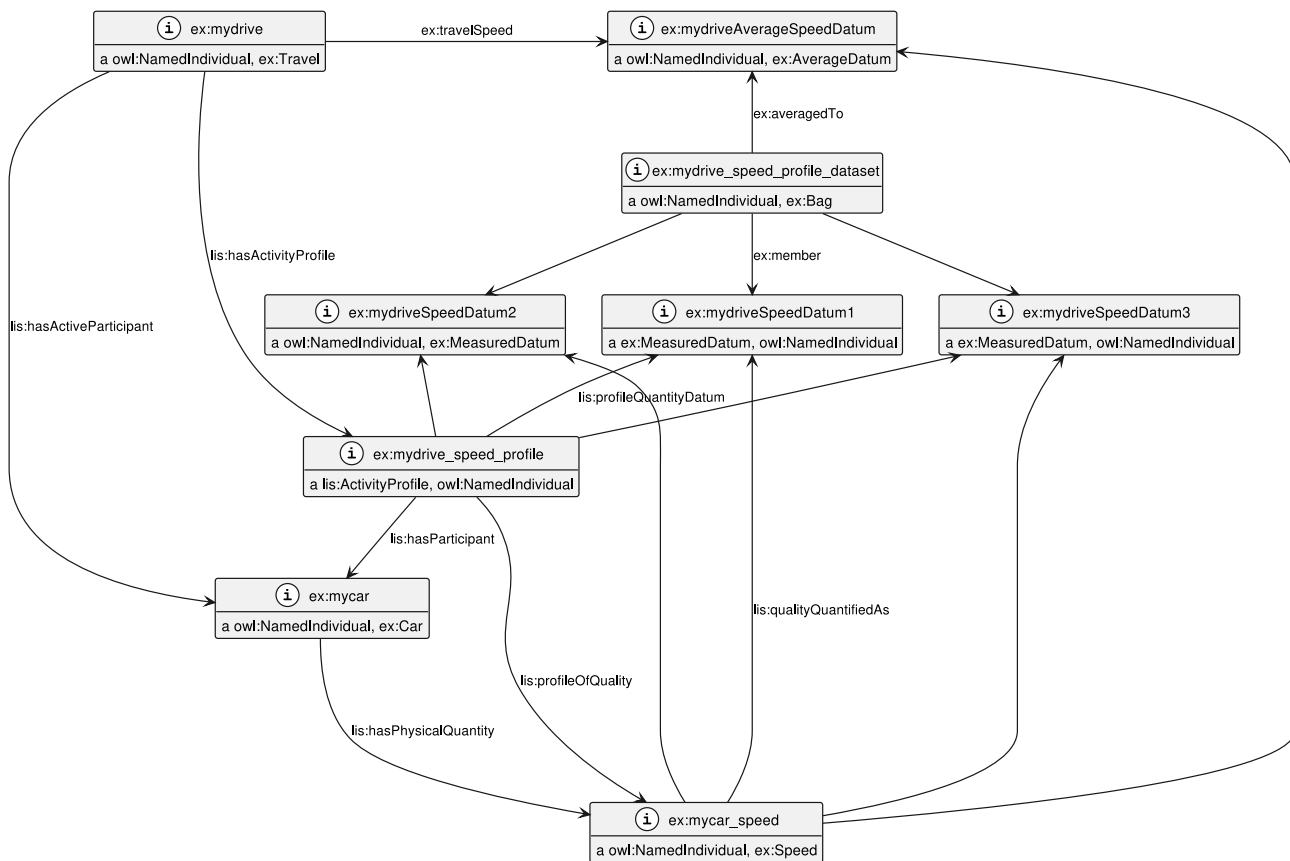 i ex:mydrive
a owl:NamedIndividual, ex:Travel
ex:travelSpeed
i ex:mydriveAverageSpeedDatum
a owl:NamedIndividual, ex:AverageDatum
ex:averagedTo
i ex:mydrive_speed_profile_dataset
a owl:NamedIndividual, ex:Bag
lis:hasActivityProfile
ex:member
lis:hasActiveParticipant
i ex:mydriveSpeedDatum2
a owl:NamedIndividual, ex:MeasuredDatum
i ex:mydriveSpeedDatum1
a ex:MeasuredDatum, owl:NamedIndividual
i ex:mydriveSpeedDatum3
a ex:MeasuredDatum, owl:NamedIndividual
lis:profileQuantityDatum
i ex:mydrive_speed_profile
a lis:ActivityProfile, owl:NamedIndividual
lis:hasParticipant
i ex:mycar
a owl:NamedIndividual, ex:Car
lis:qualityQuantifiedAs
lis:profileOfQuality
lis:hasPhysicalQuantity
i ex:mycar_speed
a owl:NamedIndividual, ex:Speed